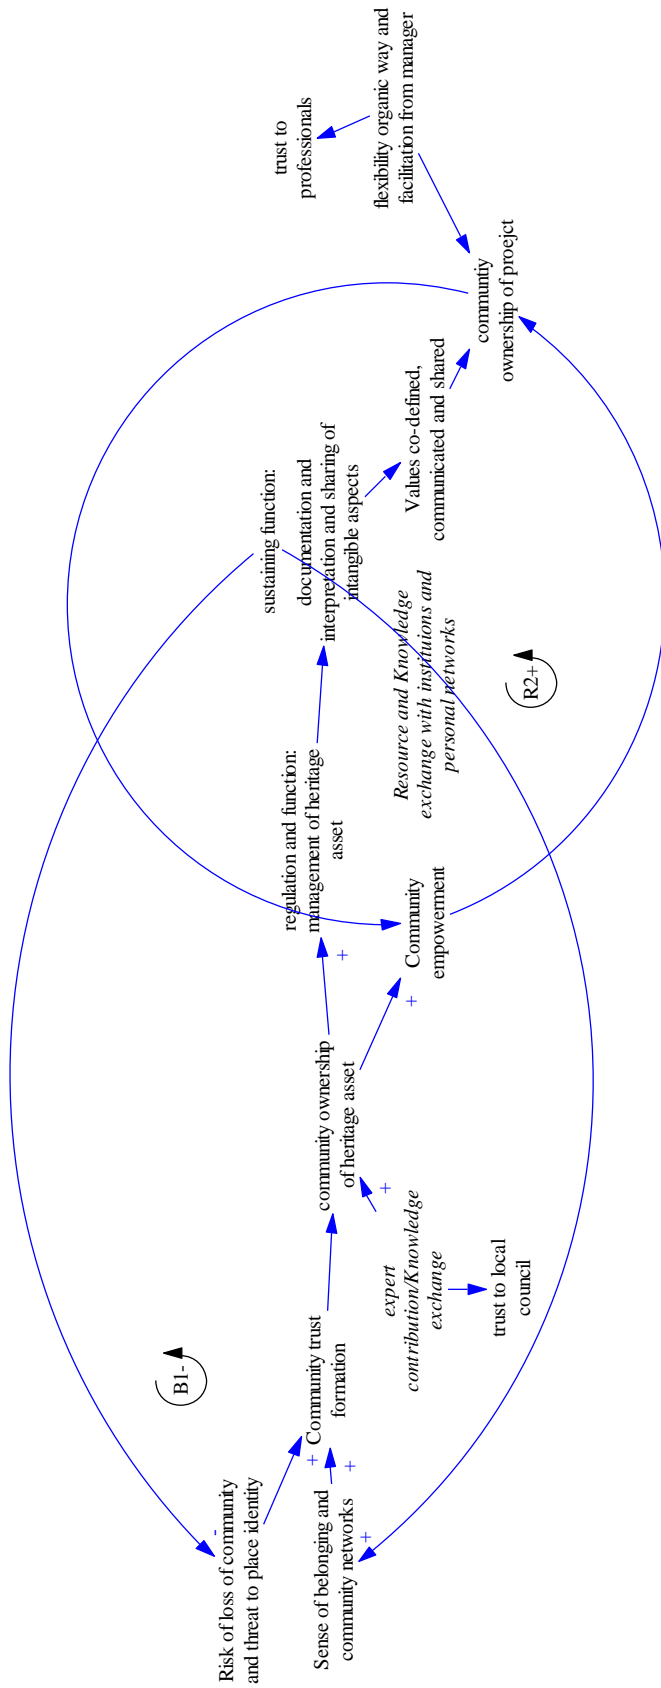 Risk of loss of community
and threat to place identity
-
Sense of belonging and
community networks
+
+
+
Community trust
formation
B1-
expert
contribution/Knowledge
exchange
+
trust to local
council
community ownership
of heritage asset
+
+
Community
empowerment
regulation and function:
management of heritage
asset
Resource and Knowledge
exchange with instituions and
personal networks
R2+
sustaining function:
documentation and
interpretation and sharing of
intangible aspects
Values co-defined,
communicated and shared
communtiy
ownership of proejct
trust to
professionals
flexibility organic way and
facilitation from manager